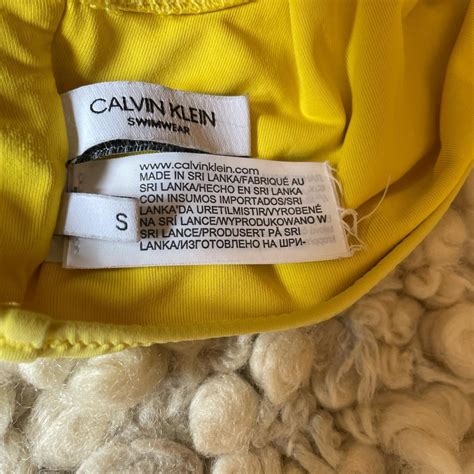 CALVIN KLEIN
SWIMWEAR
www.calvinklein.com
MADE IN SRI LANKA/FABRIQUÉ AU
SRI LANKA/HECHO EN SRI LANKA
CON INSUMOS IMPORTADOS/SRI
LANKA'DA URETILMISTIR/VYROBENÉ
NA SRI LANCE/WYPRODUKOWANO W
SRI LANCE/PRODUSERT PÅ SRI
LANKA/ИЗГОТОВЛЕНО НА ШРИ-
S